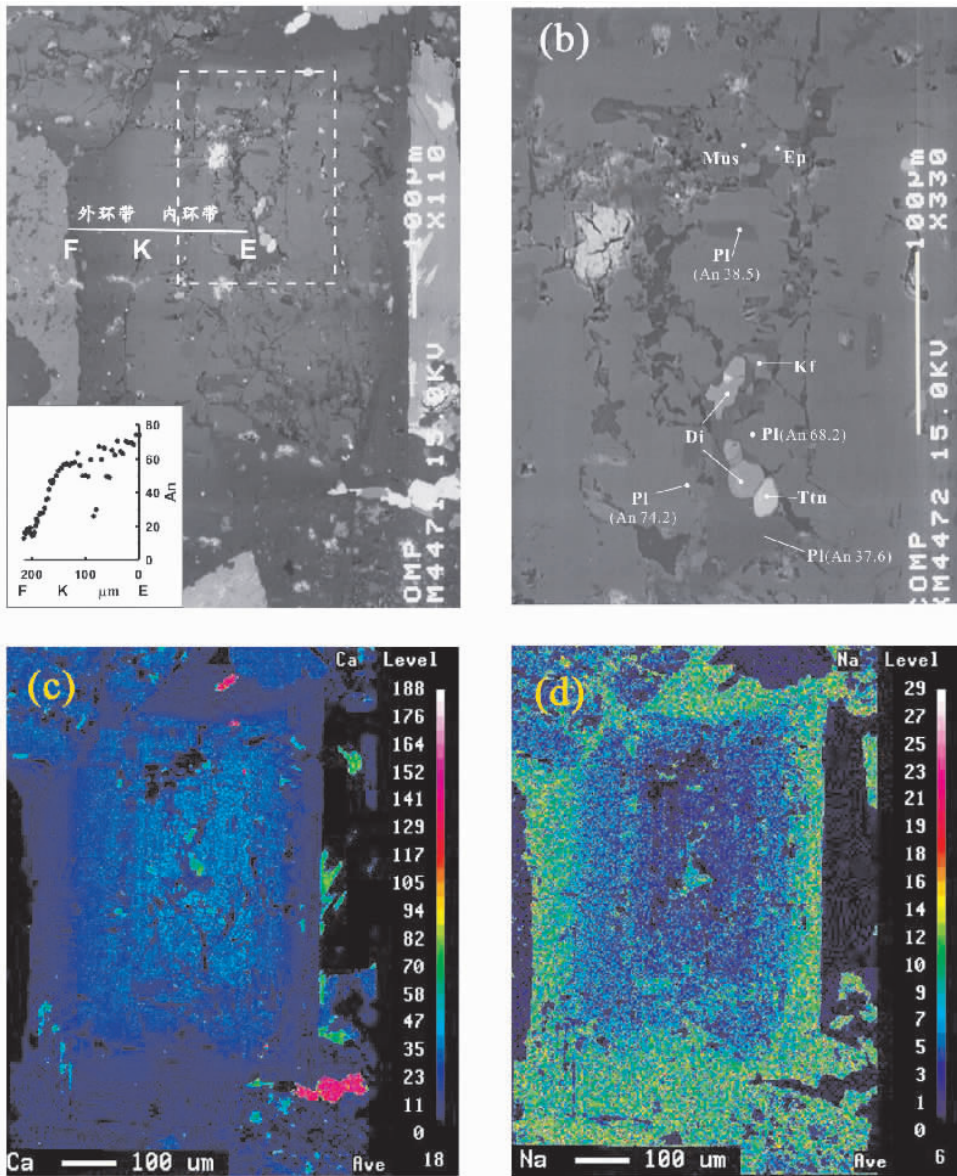 外环带 内环带
F K E
100μm
X110
15.0KV
COMP
XM4471
80
60
40
20
0
An
200 100 0
F K μm E
(b)
Mus Ep
Pl
(An 38.5)
Kf
Di
Pl(An 68.2)
Pl
(An 74.2)
Ttn
Pl(An 37.6)
100μm
X330
15.0KV
COMP
XM4472
(c)
Ca Level
188
176
164
152
141
129
117
105
94
82
70
58
47
35
23
11
0
Ca 100 um
Ave 18
(d)
Na Level
29
27
25
23
21
19
18
16
14
12
10
9
7
5
3
1
0
Na 100 um
Ave 6